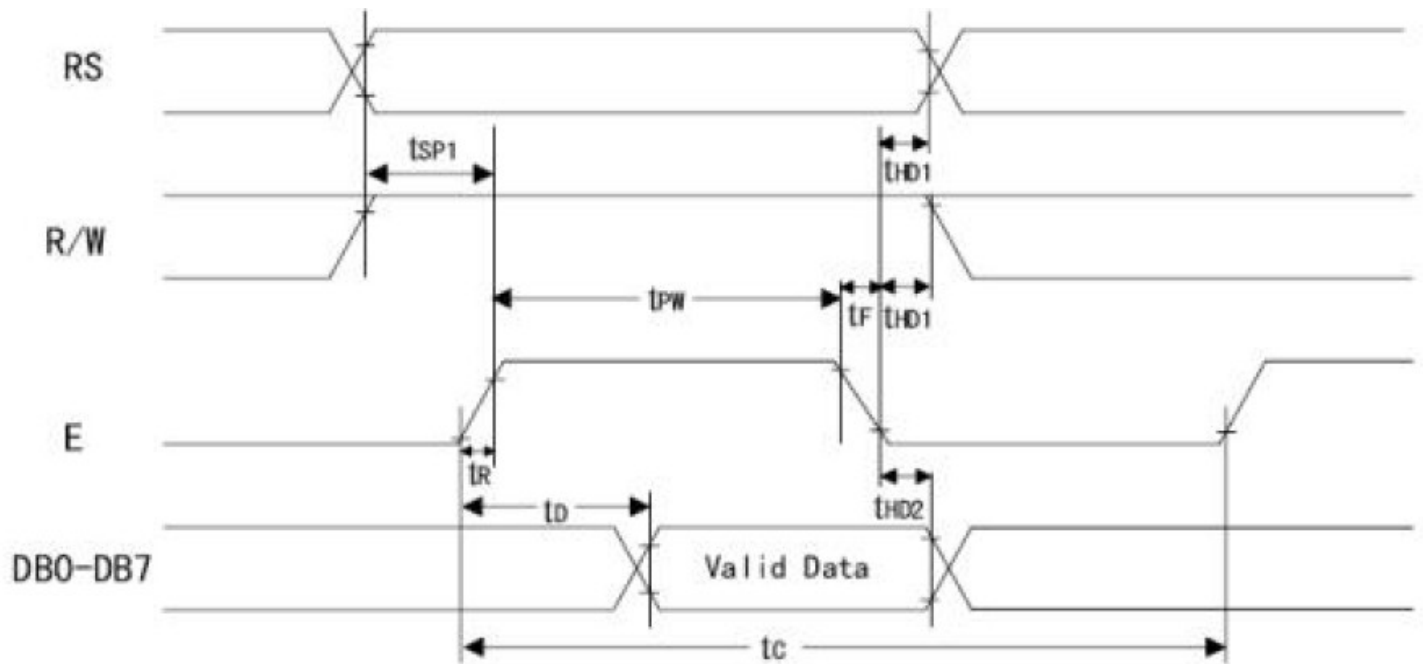 RS
tSP1
tHD1
R/W
tPW
tF
tHD1
E
tR
tHD2
tD
DB0-DB7
Valid Data
tC